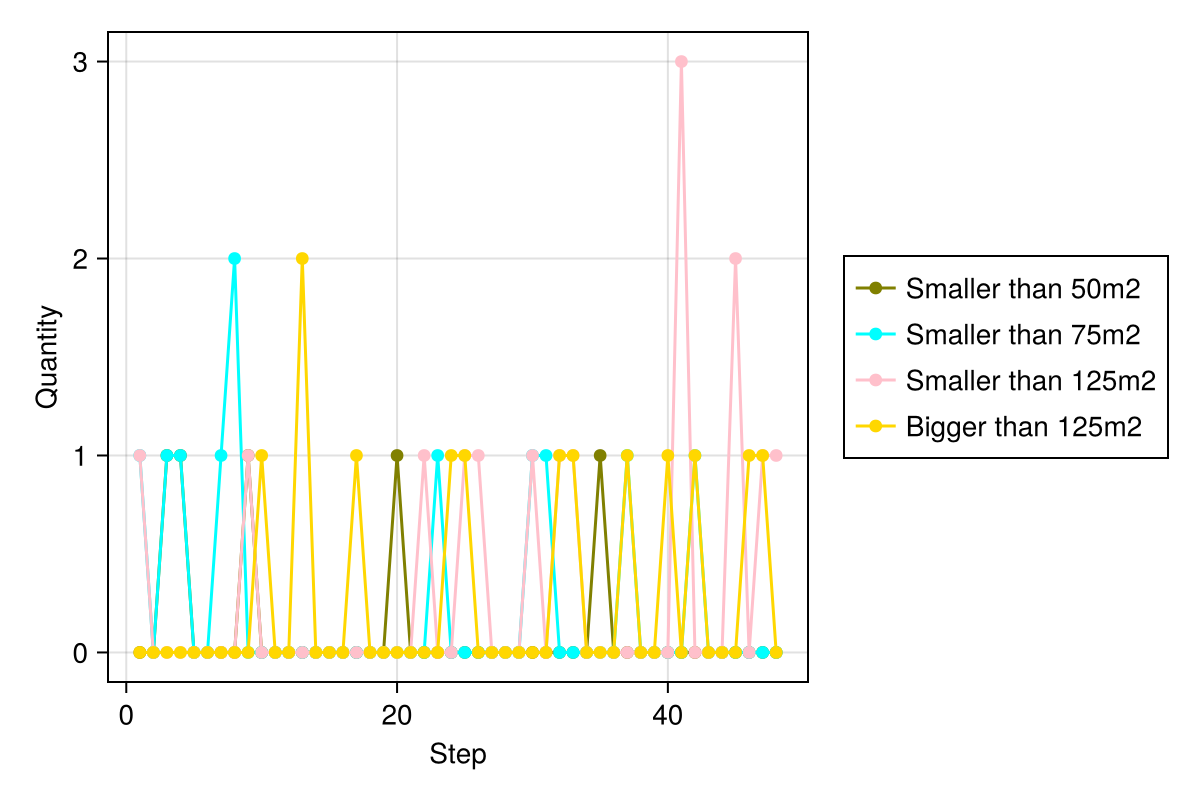 3
2
1
0
0 20 40
Quantity
Step
Smaller than 50m2
Smaller than 75m2
Smaller than 125m2
Bigger than 125m2